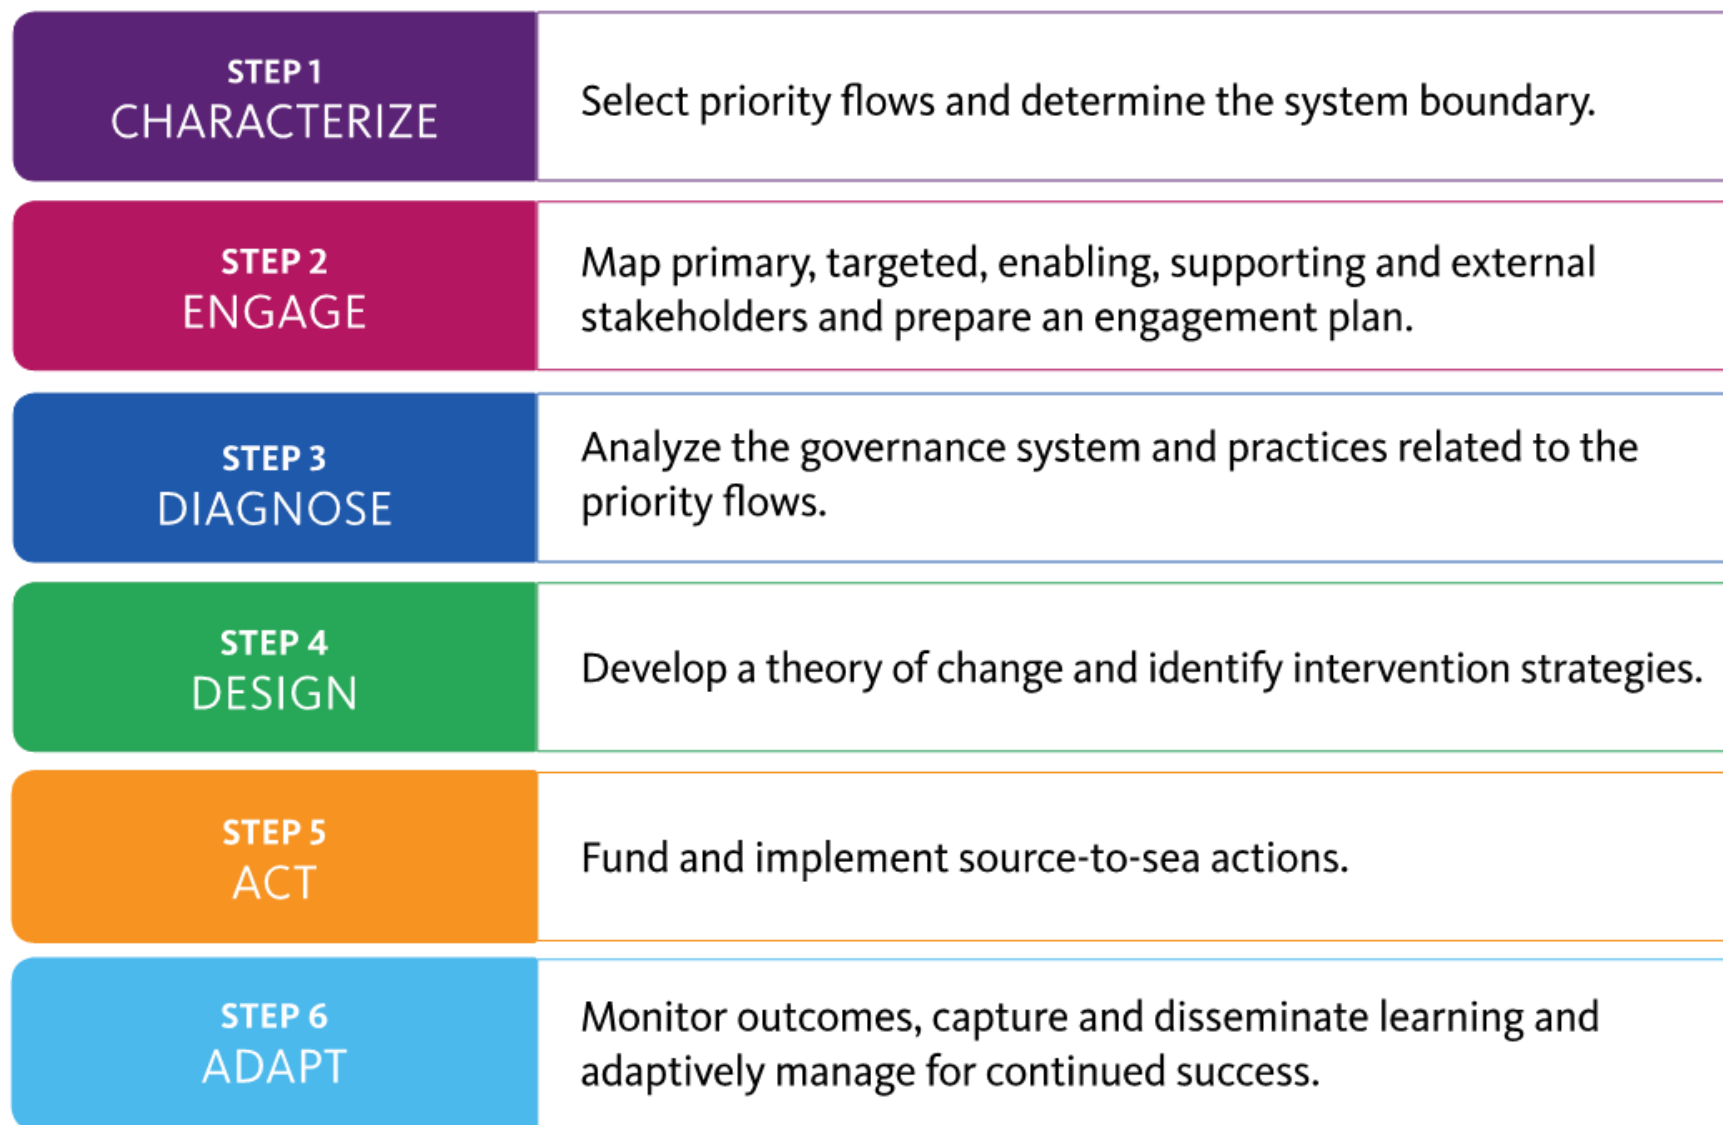 STEP 1
CHARACTERIZE
Select priority flows and determine the system boundary.
STEP 2
ENGAGE
Map primary, targeted, enabling, supporting and external
stakeholders and prepare an engagement plan.
STEP 3
DIAGNOSE
Analyze the governance system and practices related to the
priority flows.
STEP 4
DESIGN
Develop a theory of change and identify intervention strategies.
STEP 5
ACT
Fund and implement source-to-sea actions.
STEP 6
ADAPT
Monitor outcomes, capture and disseminate learning and
adaptively manage for continued success.